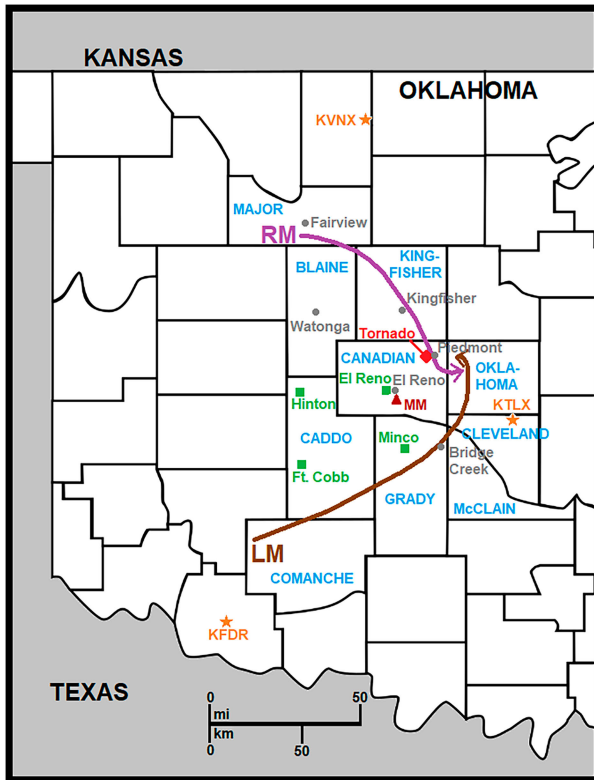 KANSAS
OKLAHOMA
KVNX
MAJOR
Fairview
RM
KING-
FISHER
BLAINE
Kingfisher
Watonga
Tornado
Piedmont
CANADIAN
OKLA-
HOMA
El Reno
El Reno
Hinton
MM
KTLX
CLEVELAND
Minco
CADDO
Bridge
Creek
Ft. Cobb
GRADY
McCLAIN
LM
COMANCHE
KFDR
TEXAS
0 50
mi
km
0 50